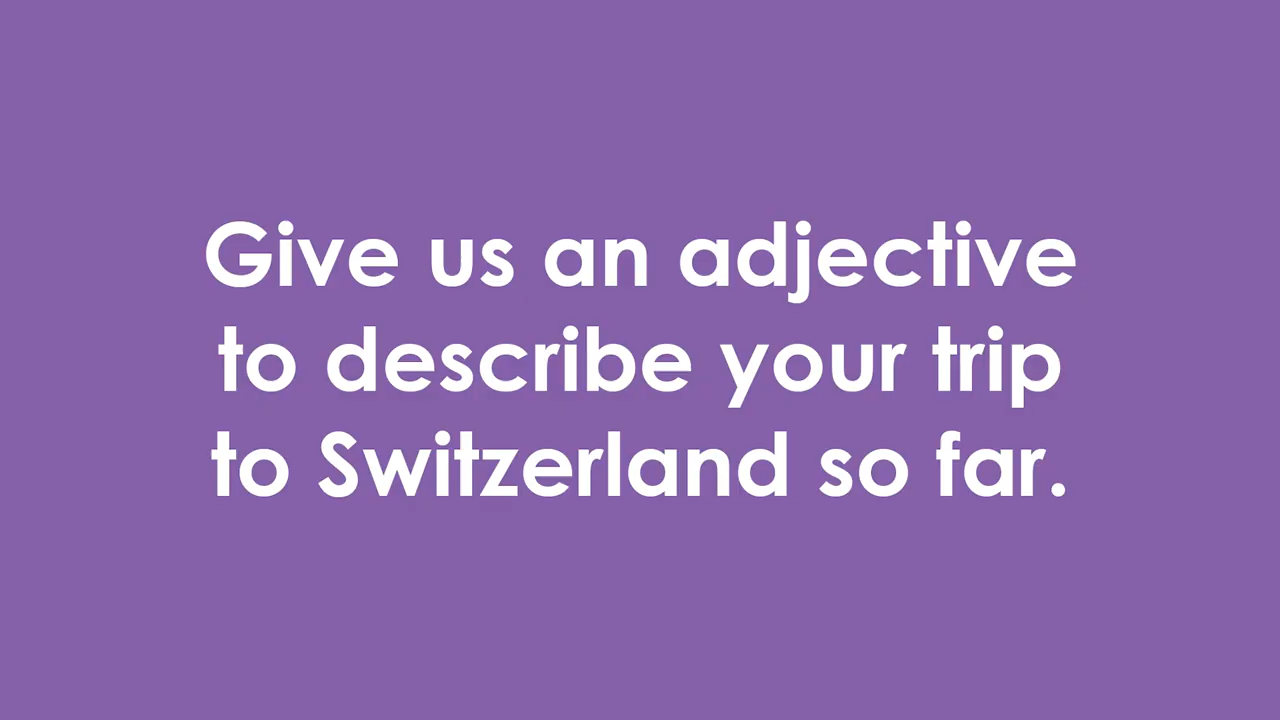 Give us an adjective
to describe your trip
to Switzerland so far.